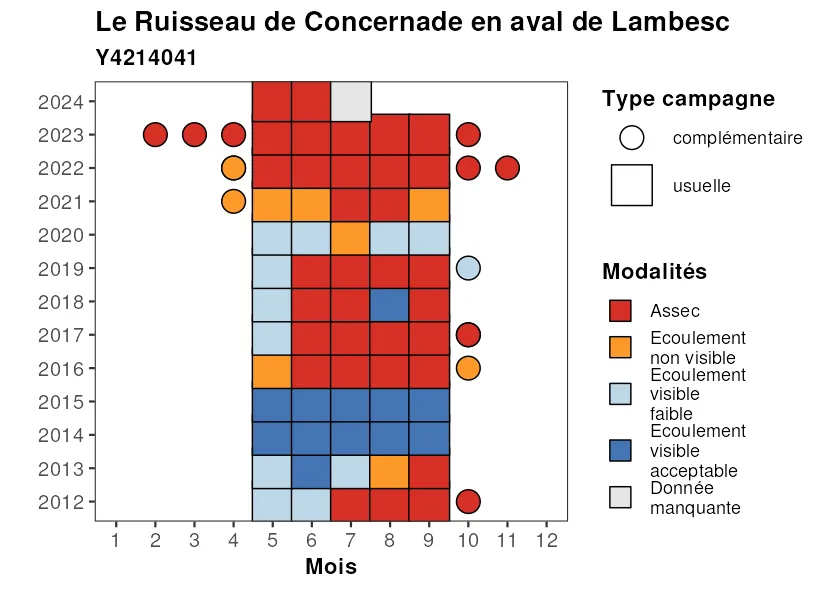 Le Ruisseau de Concernade en aval de Lambesc
Y4214041
2024
2023
2022
2021
2020
2019
2018
2017
2016
2015
2014
2013
2012
1 2 3 4 5 6 7 8 9 10 11 12
Mois
Type campagne
complémentaire
usuelle
Modalités
Assec
Ecoulement
non visible
Ecoulement
visible
faible
Ecoulement
visible
acceptable
Donnée
manquante